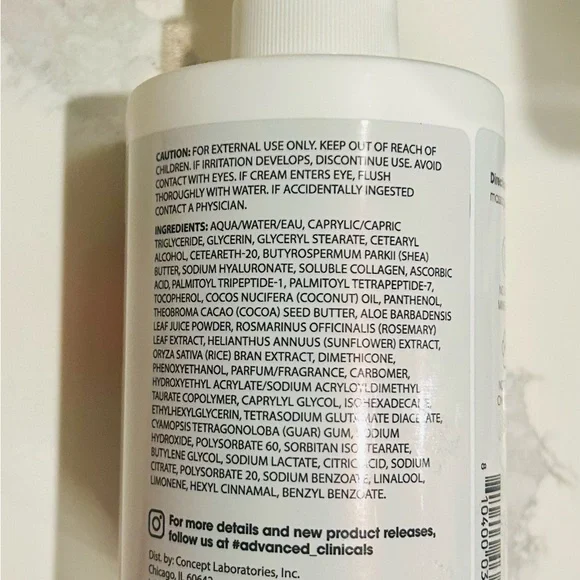 CAUTION: FOR EXTERNAL USE ONLY. KEEP OUT OF REACH OF
CHILDREN. IF IRRITATION DEVELOPS, DISCONTINUE USE. AVOID
CONTACT WITH EYES. IF CREAM ENTERS EYE, FLUSH
THOROUGHLY WITH WATER. IF ACCIDENTALLY INGESTED
CONTACT A PHYSICIAN.
INGREDIENTS: AQUA/WATER/EAU, CAPRYLIC/CAPRIC
TRIGLYCERIDE, GLYCERIN, GLYCERYL STEARATE, CETEARYL
ALCOHOL, CETEARETH-20, BUTYROSPERMUM PARKII (SHEA)
BUTTER, SODIUM HYALURONATE, SOLUBLE COLLAGEN, ASCORBIC
ACID, PALMITOYL TRIPEPTIDE-1, PALMITOYL TETRAPEPTIDE-7,
TOCOPHEROL, COCOS NUCIFERA (COCONUT) OIL, PANTHENOL,
THEOBROMA CACAO (COCOA) SEED BUTTER, ALOE BARBADENSIS
LEAF JUICE POWDER, ROSMARINUS OFFICINALIS (ROSEMARY)
LEAF EXTRACT, HELIANTHUS ANNUUS (SUNFLOWER) EXTRACT,
ORYZA SATIVA (RICE) BRAN EXTRACT, DIMETHICONE,
PHENOXYETHANOL, PARFUM/FRAGRANCE, CARBOMER,
HYDROXYETHYL ACRYLATE/SODIUM ACRYLOYLDIMETHYL
TAURATE COPOLYMER, CAPRYLYL GLYCOL, ISOHEXADECANE,
ETHYLHEXYLGLYCERIN, TETRASODIUM GLUTAMATE DIACETATE,
CYAMOPSIS TETRAGONOLOBA (GUAR) GUM, SODIUM
HYDROXIDE, POLYSORBATE 60, SORBITAN ISOSTEARATE,
BUTYLENE GLYCOL, SODIUM LACTATE, CITRIC ACID, SODIUM
CITRATE, POLYSORBATE 20, SODIUM BENZOATE, LINALOOL,
LIMONENE, HEXYL CINNAMAL, BENZYL BENZOATE.
For more details and new product releases,
follow us at #advanced_clinicals
Dist. by: Concept Laboratories, Inc.
Chicago, IL 60642
8 10400 03